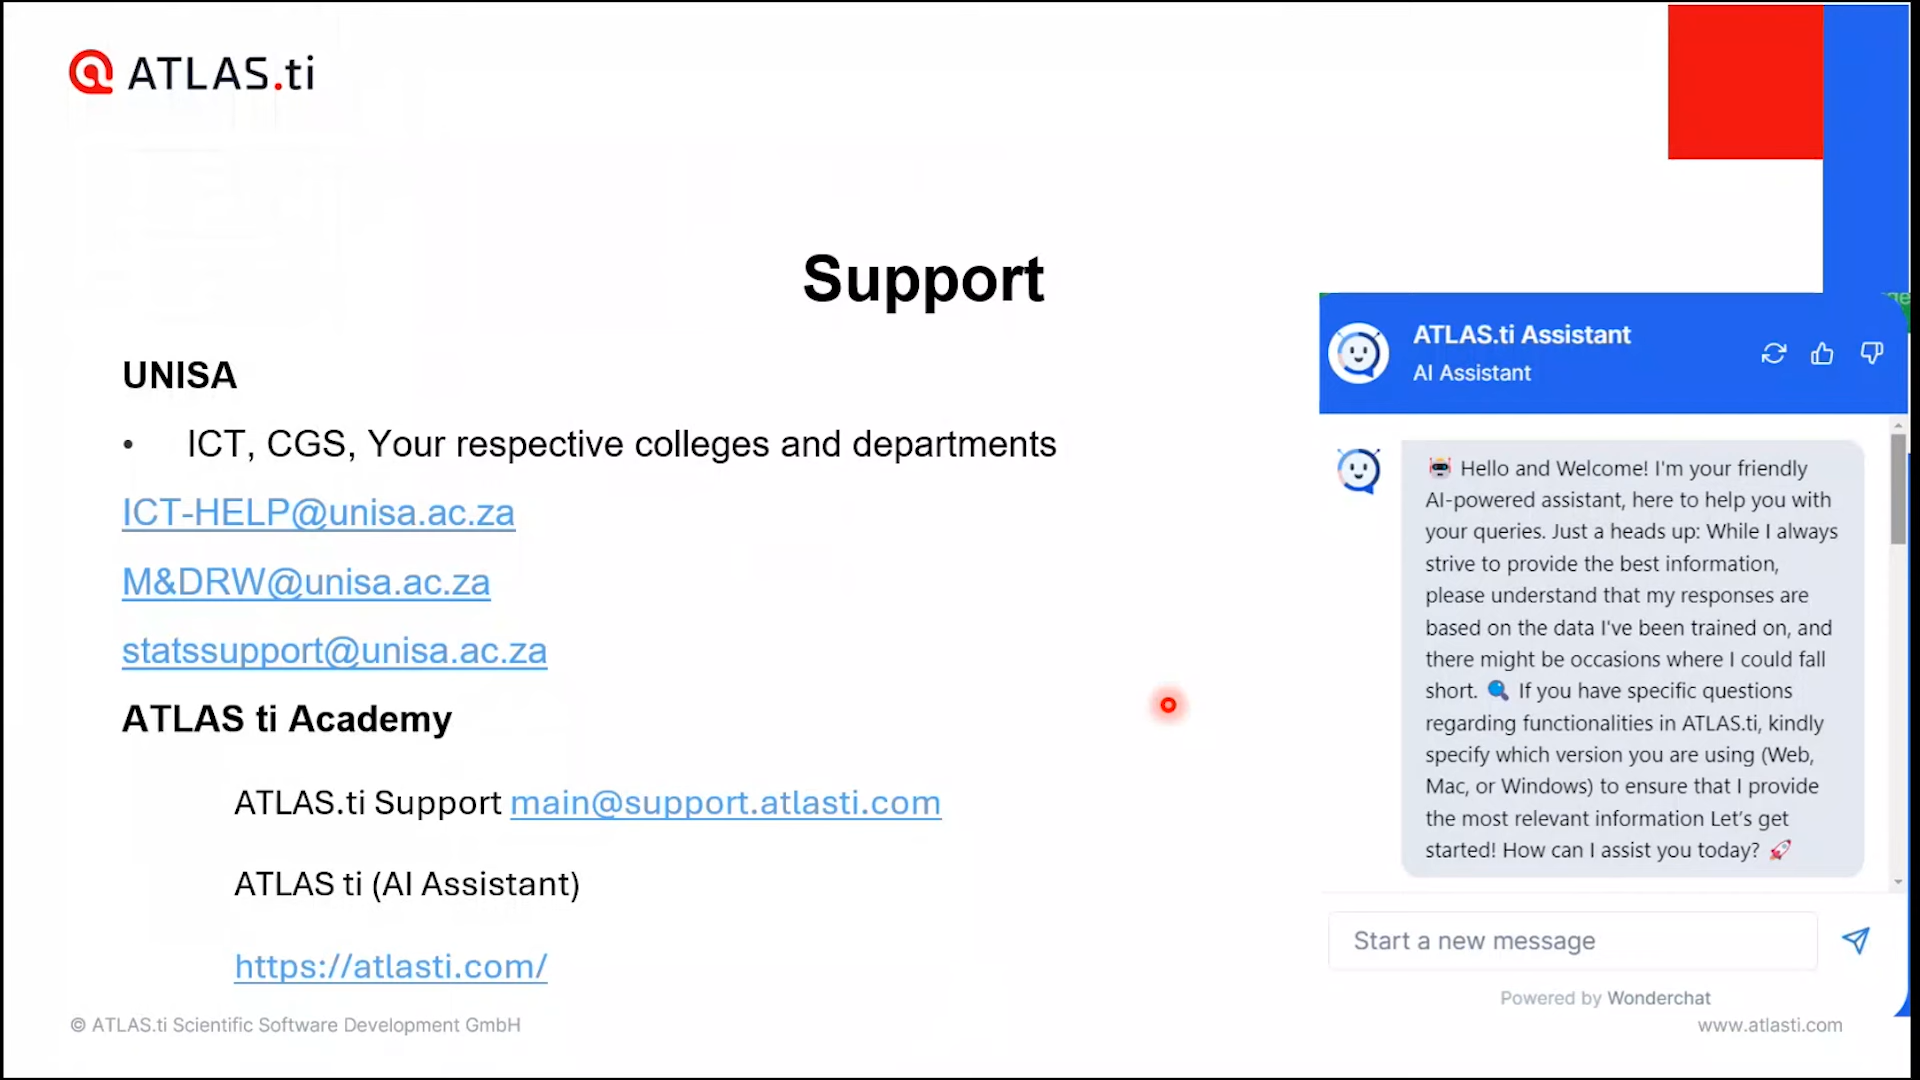 ATLAS.ti
Support
UNISA
• ICT, CGS, Your respective colleges and departments
ICT-HELP@unisa.ac.za
M&DRW@unisa.ac.za
statssupport@unisa.ac.za
ATLAS ti Academy
ATLAS.ti Support main@support.atlasti.com
ATLAS ti (AI Assistant)
https://atlasti.com/
© ATLAS.ti Scientific Software Development GmbH
ATLAS.ti Assistant
AI Assistant
🤖 Hello and Welcome! I'm your friendly
AI-powered assistant, here to help you with
your queries. Just a heads up: While I always
strive to provide the best information,
please understand that my responses are
based on the data I've been trained on, and
there might be occasions where I could fall
short. 🔍 If you have specific questions
regarding functionalities in ATLAS.ti, kindly
specify which version you are using (Web,
Mac, or Windows) to ensure that I provide
the most relevant information Let's get
started! How can I assist you today? 🚀
Start a new message
Powered by Wonderchat
www.atlasti.com